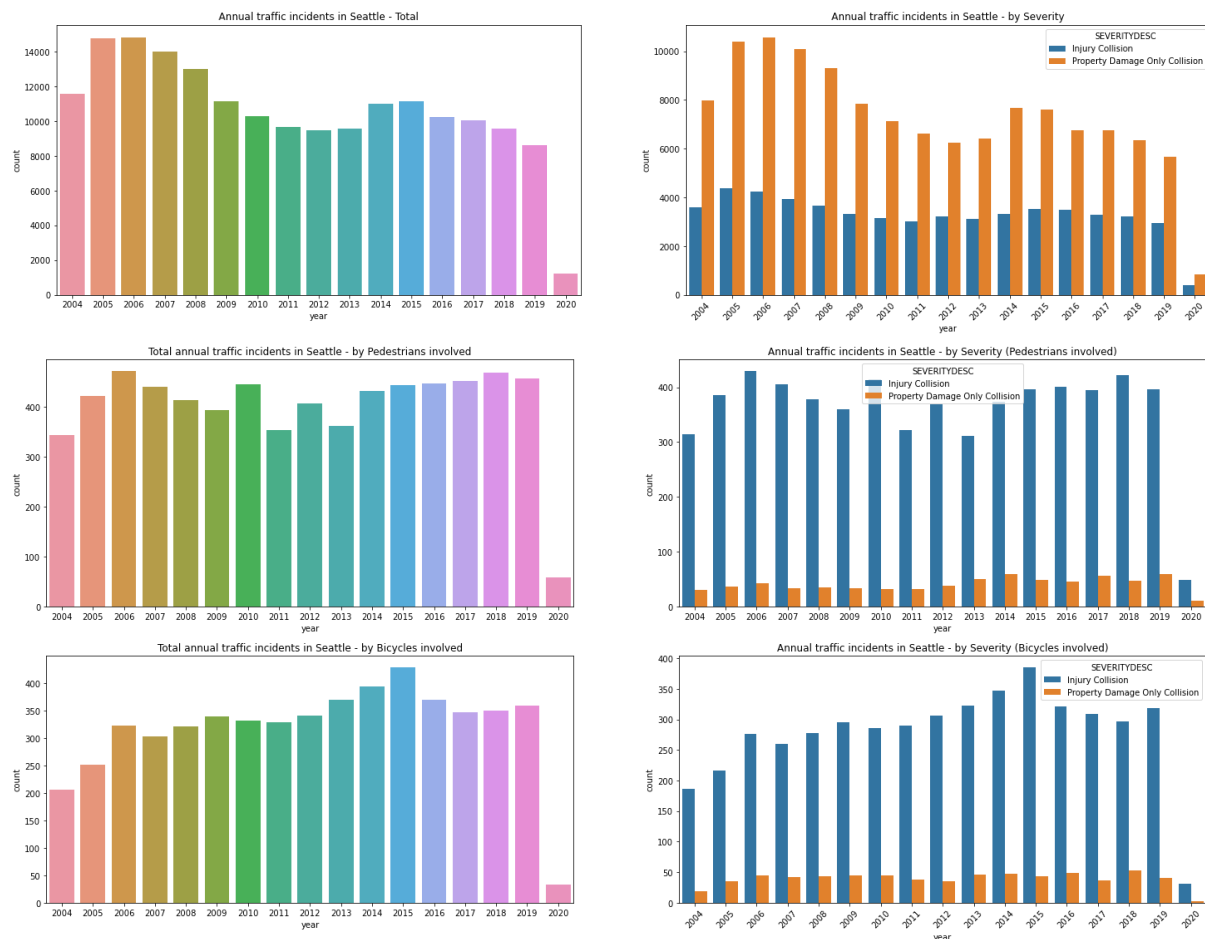 Annual traffic incidents in Seattle - Total
14000
12000
10000
8000
6000
4000
2000
0
count
2004 2005 2006 2007 2008 2009 2010 2011 2012 2013 2014 2015 2016 2017 2018 2019 2020
year
Annual traffic incidents in Seattle - by Severity
SEVERITYDESC
Injury Collision
Property Damage Only Collision
10000
8000
6000
4000
2000
0
count
2004 2005 2006 2007 2008 2009 2010 2011 2012 2013 2014 2015 2016 2017 2018 2019 2020
year
Total annual traffic incidents in Seattle - by Pedestrians involved
400
300
200
100
0
count
2004 2005 2006 2007 2008 2009 2010 2011 2012 2013 2014 2015 2016 2017 2018 2019 2020
year
Annual traffic incidents in Seattle - by Severity (Pedestrians involved)
SEVERITYDESC
Injury Collision
Property Damage Only Collision
400
300
200
100
0
count
2004 2005 2006 2007 2008 2009 2010 2011 2012 2013 2014 2015 2016 2017 2018 2019 2020
year
Total annual traffic incidents in Seattle - by Bicycles involved
400
350
300
250
200
150
100
50
0
count
2004 2005 2006 2007 2008 2009 2010 2011 2012 2013 2014 2015 2016 2017 2018 2019 2020
year
Annual traffic incidents in Seattle - by Severity (Bicycles involved)
SEVERITYDESC
Injury Collision
Property Damage Only Collision
400
350
300
250
200
150
100
50
0
count
2004 2005 2006 2007 2008 2009 2010 2011 2012 2013 2014 2015 2016 2017 2018 2019 2020
year